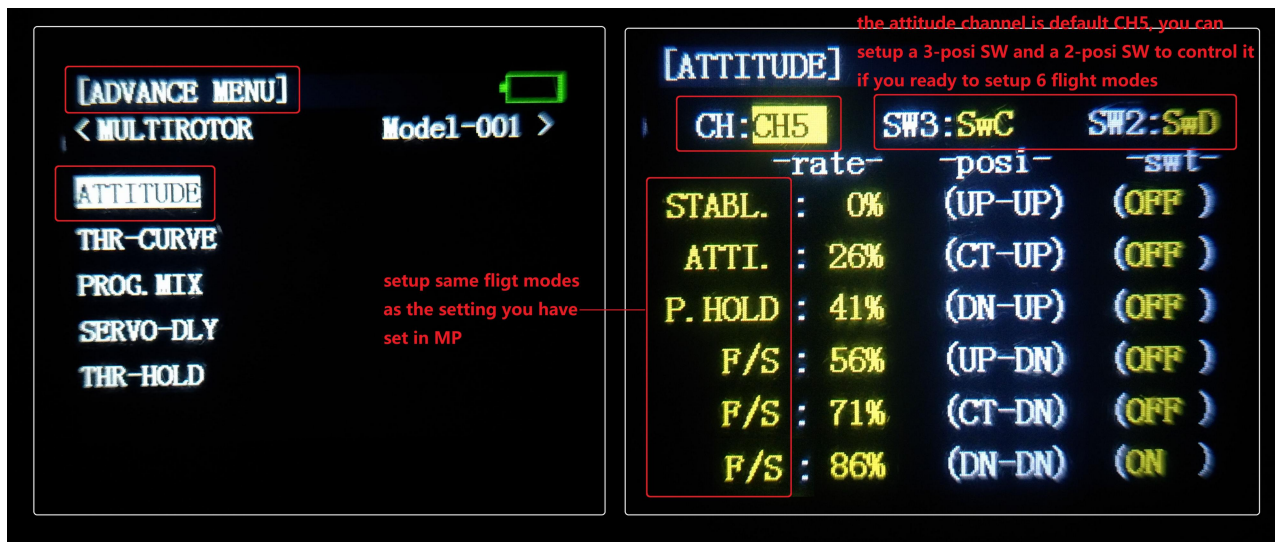 [ADVANCE MENU]
< MULTIROTOR Model-001 >
ATTITUDE
THR-CURVE
PROG.MIX
SERVO-DLY
THR-HOLD
setup same fligt modes
as the setting you have
set in MP
the attitude channel is default CH5, you can
setup a 3-posi SW and a 2-posi SW to control it
if you ready to setup 6 flight modes
[ATTITUDE]
CH:CH5 SW3:SwC SW2:SwD
-rate- -posi- -swt-
STABL. : 0% (UP-UP) (OFF )
ATTI. : 26% (CT-UP) (OFF )
P.HOLD : 41% (DN-UP) (OFF )
F/S : 56% (UP-DN) (OFF )
F/S : 71% (CT-DN) (OFF )
F/S : 86% (DN-DN) (ON )